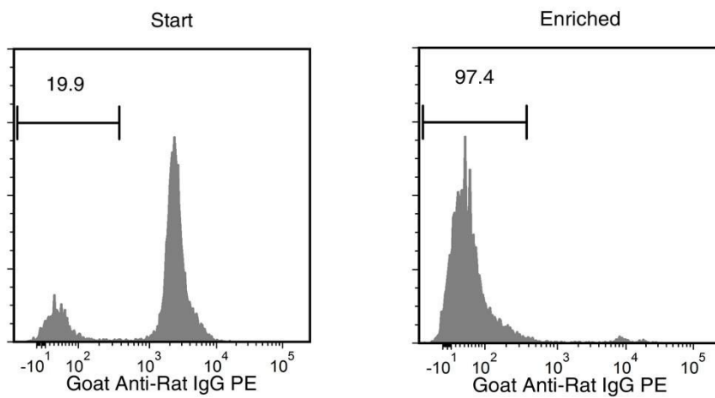 Start
19.9
-10¹ 10² 10³ 10⁴ 10⁵
Goat Anti-Rat IgG PE
Enriched
97.4
-10¹ 10² 10³ 10⁴ 10⁵
Goat Anti-Rat IgG PE